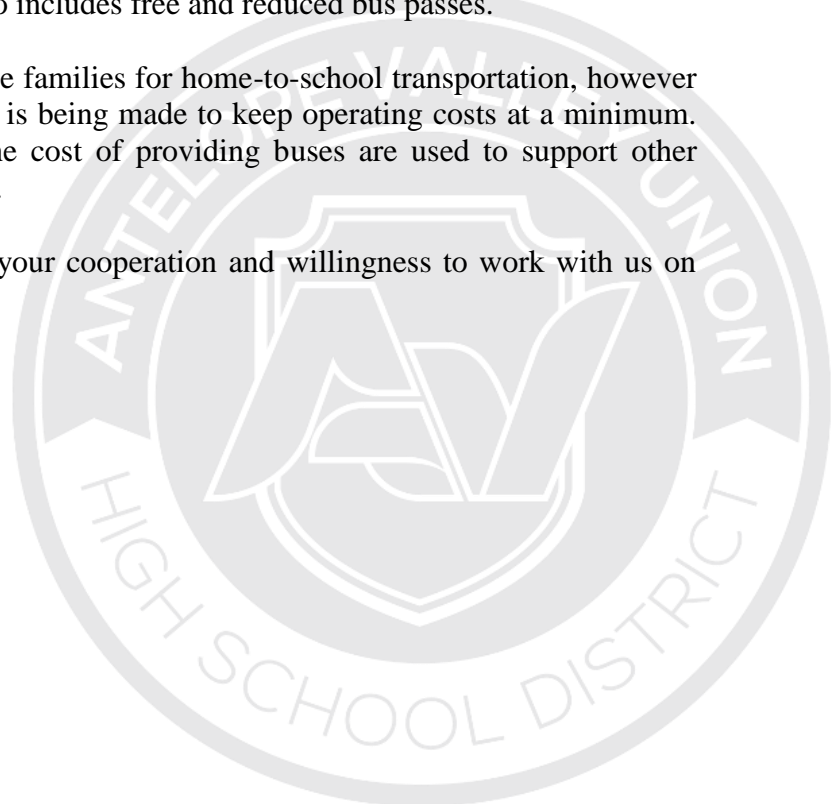 includes free and reduced bus passes.
families for home-to-school transportation, however
is being made to keep operating costs at a minimum.
cost of providing buses are used to support other
your cooperation and willingness to work with us on
ANTELOPE VALLEY UNION
AV
HIGH SCHOOL DISTRICT